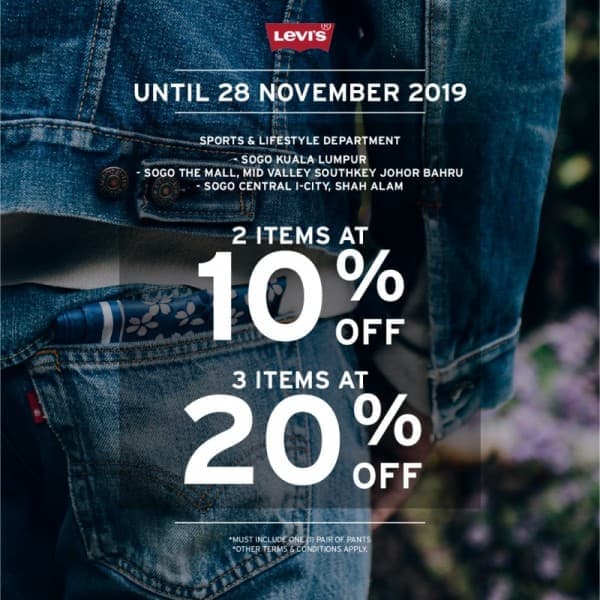 LEVI'S®
UNTIL 28 NOVEMBER 2019
SPORTS & LIFESTYLE DEPARTMENT
- SOGO KUALA LUMPUR
- SOGO THE MALL, MID VALLEY SOUTHKEY JOHOR BAHRU
- SOGO CENTRAL I-CITY, SHAH ALAM
2 ITEMS AT
10% OFF
3 ITEMS AT
20% OFF
*MUST INCLUDE ONE (1) PAIR OF PANTS
*OTHER TERMS & CONDITIONS APPLY.